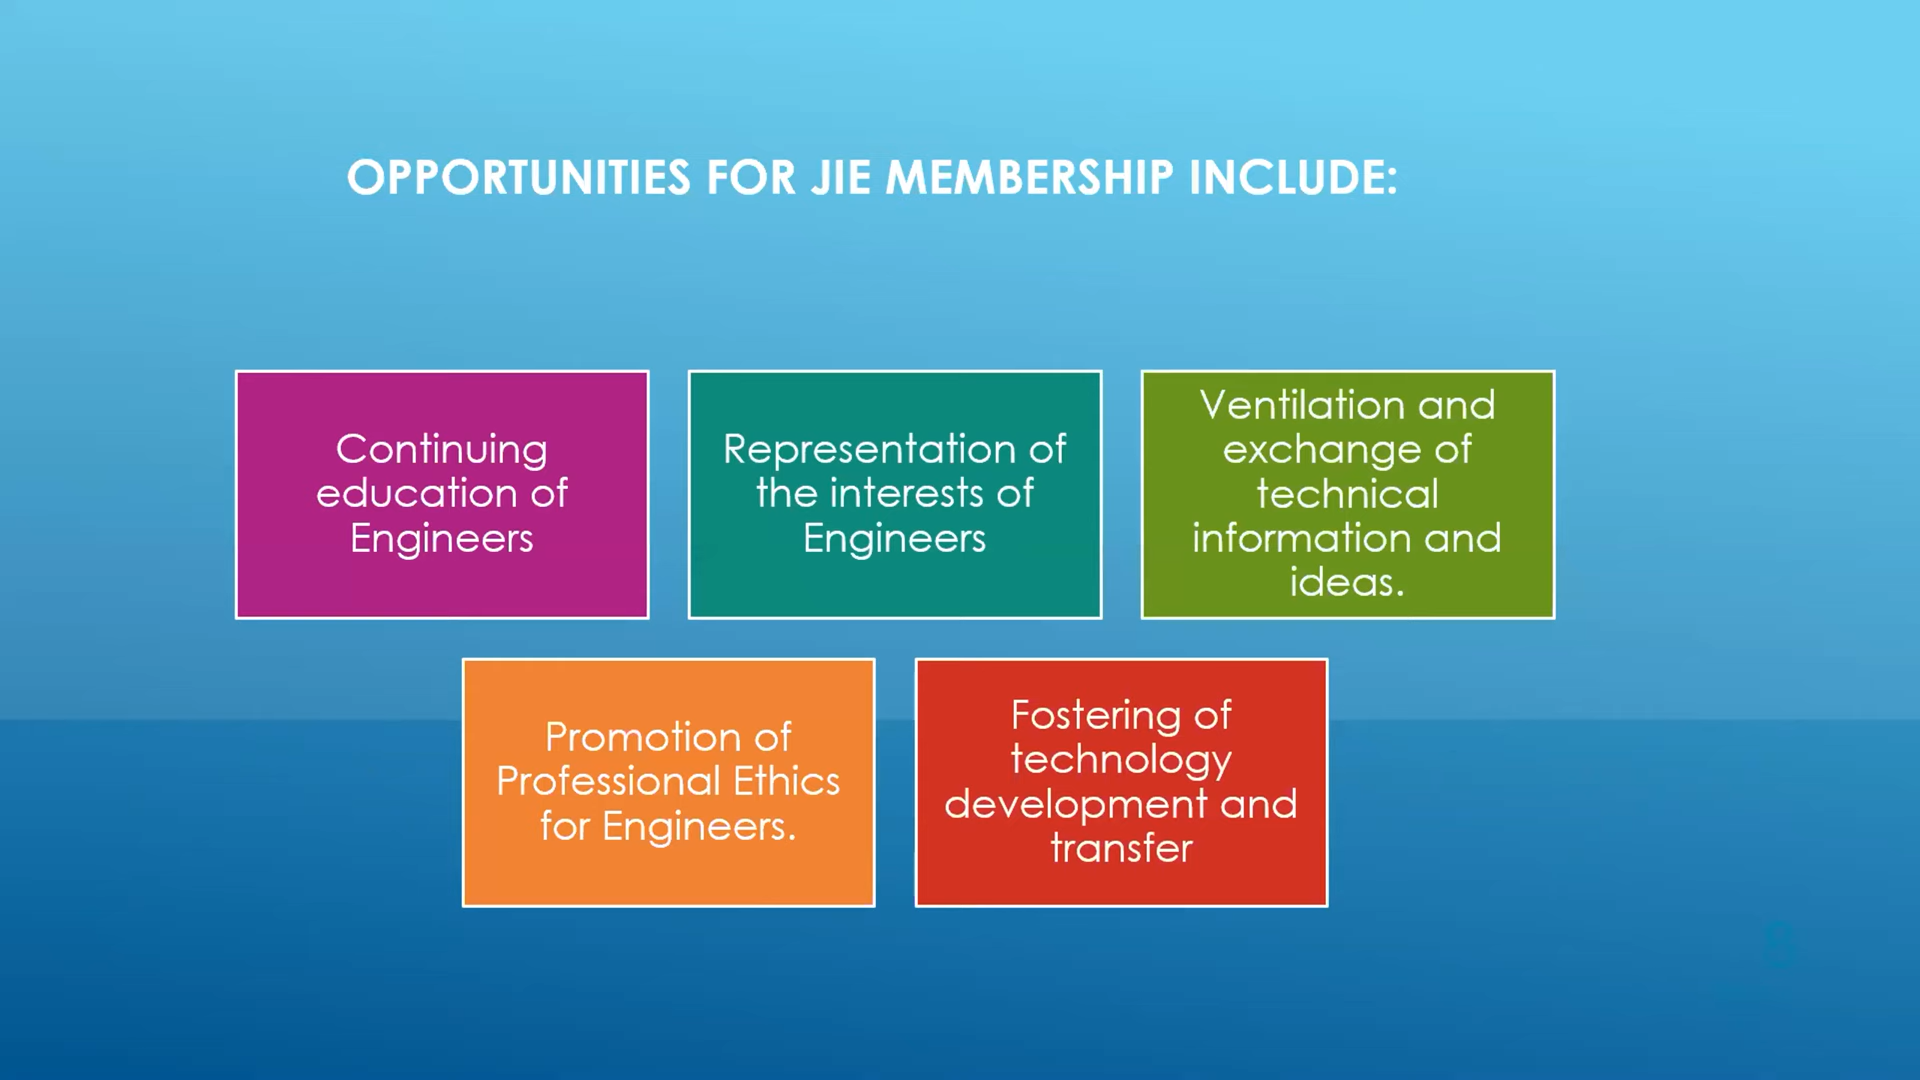 OPPORTUNITIES FOR JIE MEMBERSHIP INCLUDE:
Continuing
education of
Engineers
Representation of
the interests of
Engineers
Ventilation and
exchange of
technical
information and
ideas.
Promotion of
Professional Ethics
for Engineers.
Fostering of
technology
development and
transfer
8